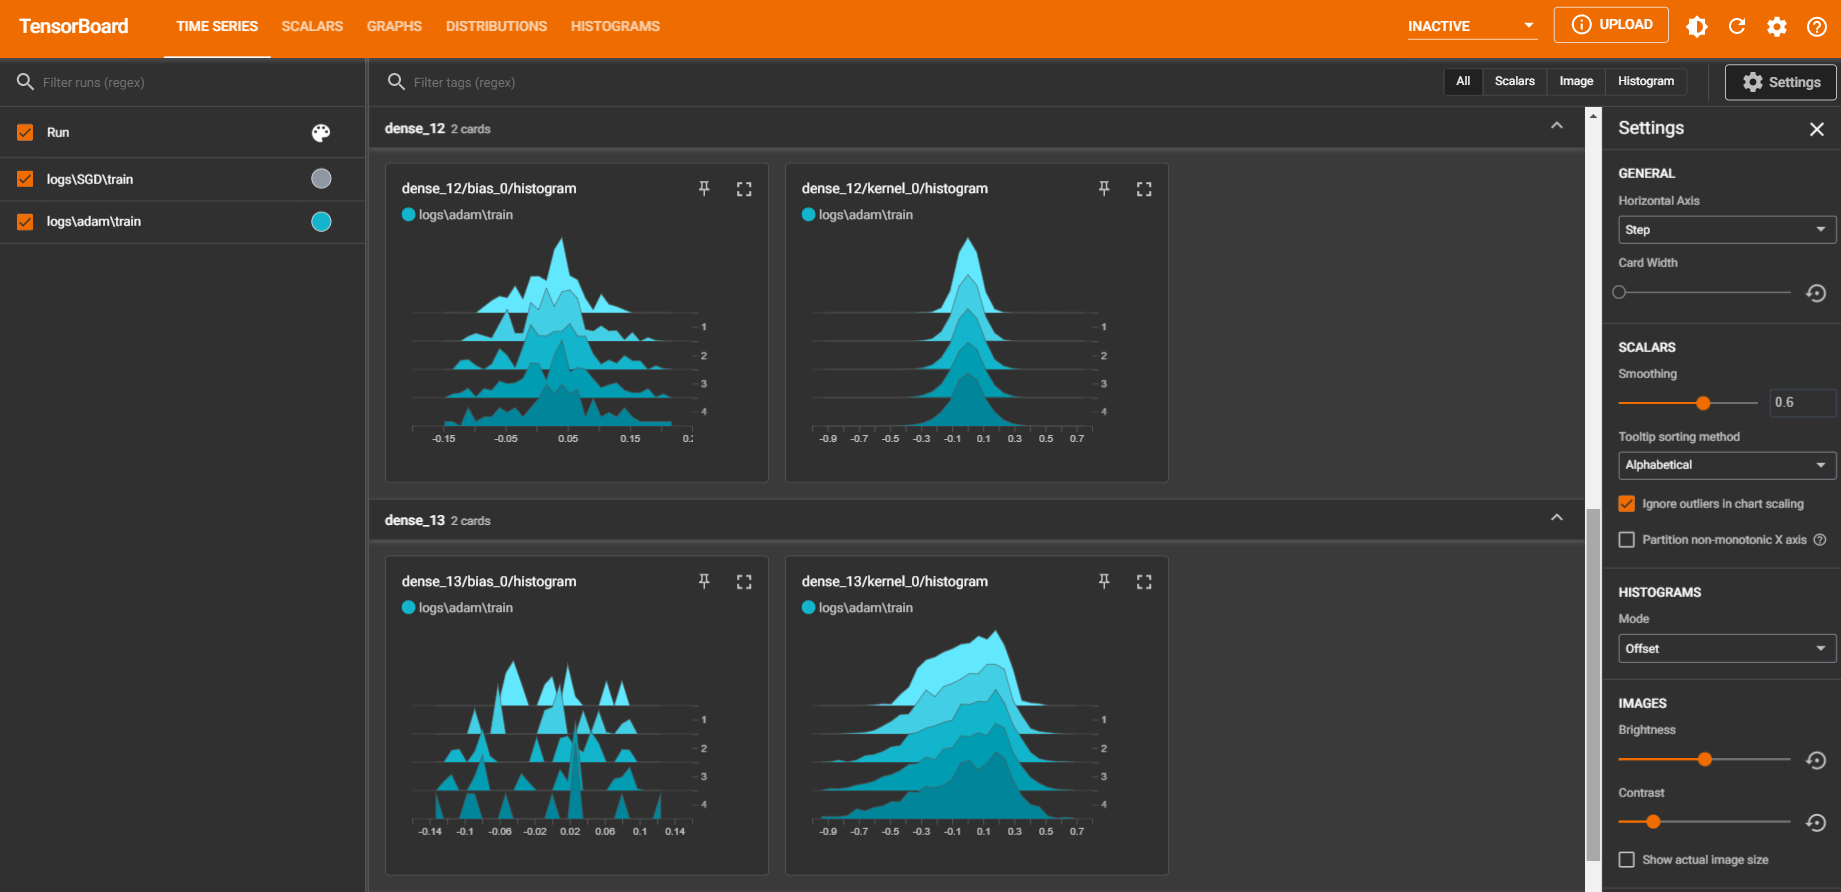 TensorBoard TIME SERIES SCALARS GRAPHS DISTRIBUTIONS HISTOGRAMS INACTIVE UPLOAD
Filter runs (regex)
Run
logs\SGD\train
logs\adam\train
Filter tags (regex) All Scalars Image Histogram Settings
dense_12 2 cards
dense_12/bias_0/histogram
logs\adam\train
1
2
3
4
-0.15 -0.05 0.05 0.15
dense_12/kernel_0/histogram
logs\adam\train
1
2
3
4
-0.9 -0.7 -0.5 -0.3 -0.1 0.1 0.3 0.5 0.7
dense_13 2 cards
dense_13/bias_0/histogram
logs\adam\train
1
2
3
4
-0.14 -0.1 -0.06 -0.02 0.02 0.06 0.1 0.14
dense_13/kernel_0/histogram
logs\adam\train
1
2
3
4
-0.9 -0.7 -0.5 -0.3 -0.1 0.1 0.3 0.5 0.7
Settings
GENERAL
Horizontal Axis
Step
Card Width
SCALARS
Smoothing
0.6
Tooltip sorting method
Alphabetical
Ignore outliers in chart scaling
Partition non-monotonic X axis
HISTOGRAMS
Mode
Offset
IMAGES
Brightness
Contrast
Show actual image size